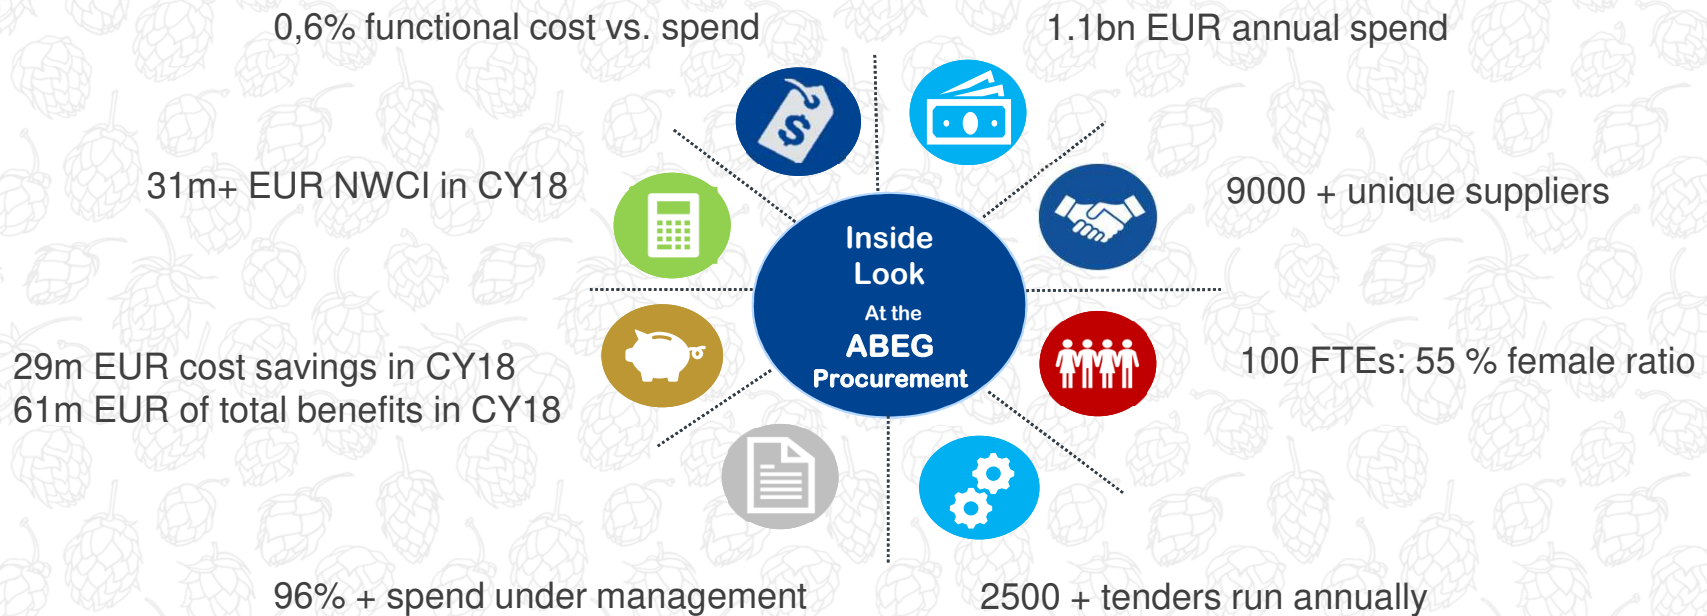 0,6% functional cost vs. spend
1.1bn EUR annual spend
31m+ EUR NWCI in CY18
9000 + unique suppliers
Inside
Look
At the
ABEG
Procurement
29m EUR cost savings in CY18
61m EUR of total benefits in CY18
100 FTEs: 55 % female ratio
96% + spend under management
2500 + tenders run annually